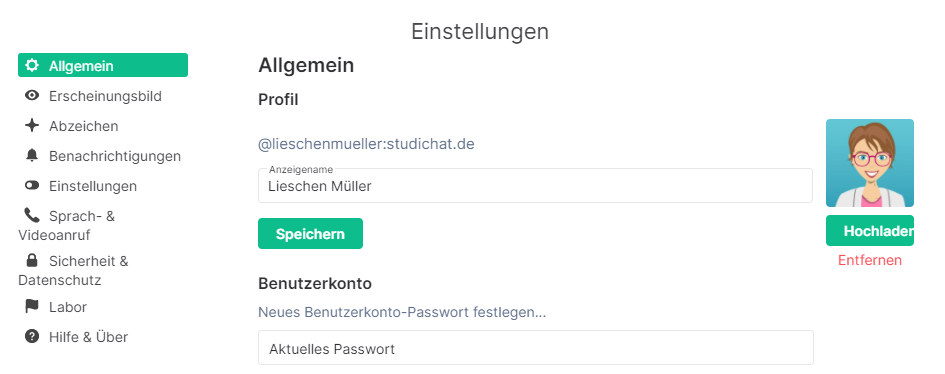 Einstellungen
Allgemein
Erscheinungsbild
Abzeichen
Benachrichtigungen
Einstellungen
Sprach- &
Videoanruf
Sicherheit &
Datenschutz
Labor
Hilfe & Über
Allgemein
Profil
@lieschenmueller:studichat.de
Anzeigename
Lieschen Müller
Speichern
Hochladen
Entfernen
Benutzerkonto
Neues Benutzerkonto-Passwort festlegen...
Aktuelles Passwort